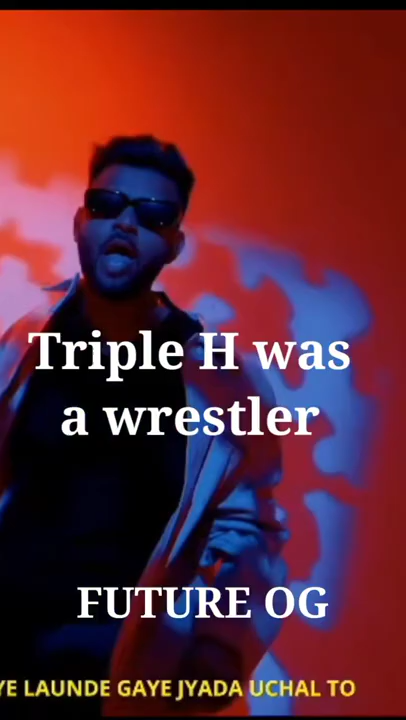 Triple H was
a wrestler
FUTURE OG
YE LAUNDE GAYE JYADA UCHAL TO